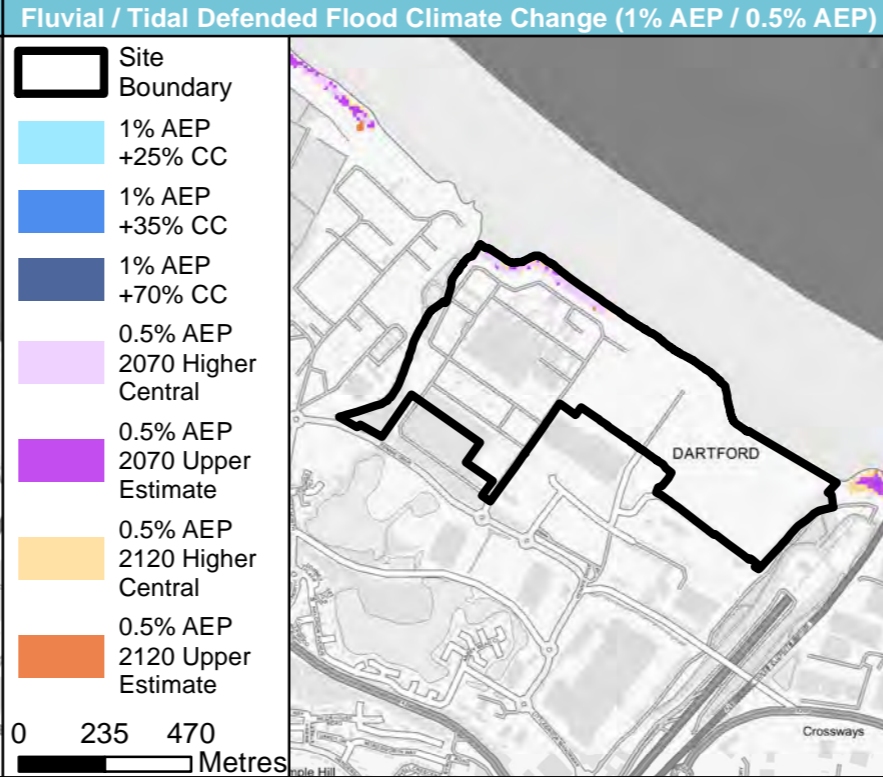 Fluvial / Tidal Defended Flood Climate Change (1% AEP / 0.5% AEP)
Site
Boundary
1% AEP
+25% CC
1% AEP
+35% CC
1% AEP
+70% CC
0.5% AEP
2070 Higher
Central
0.5% AEP
2070 Upper
Estimate
0.5% AEP
2120 Higher
Central
0.5% AEP
2120 Upper
Estimate
0 235 470
Metres
DARTFORD
Crossways
mple Hill